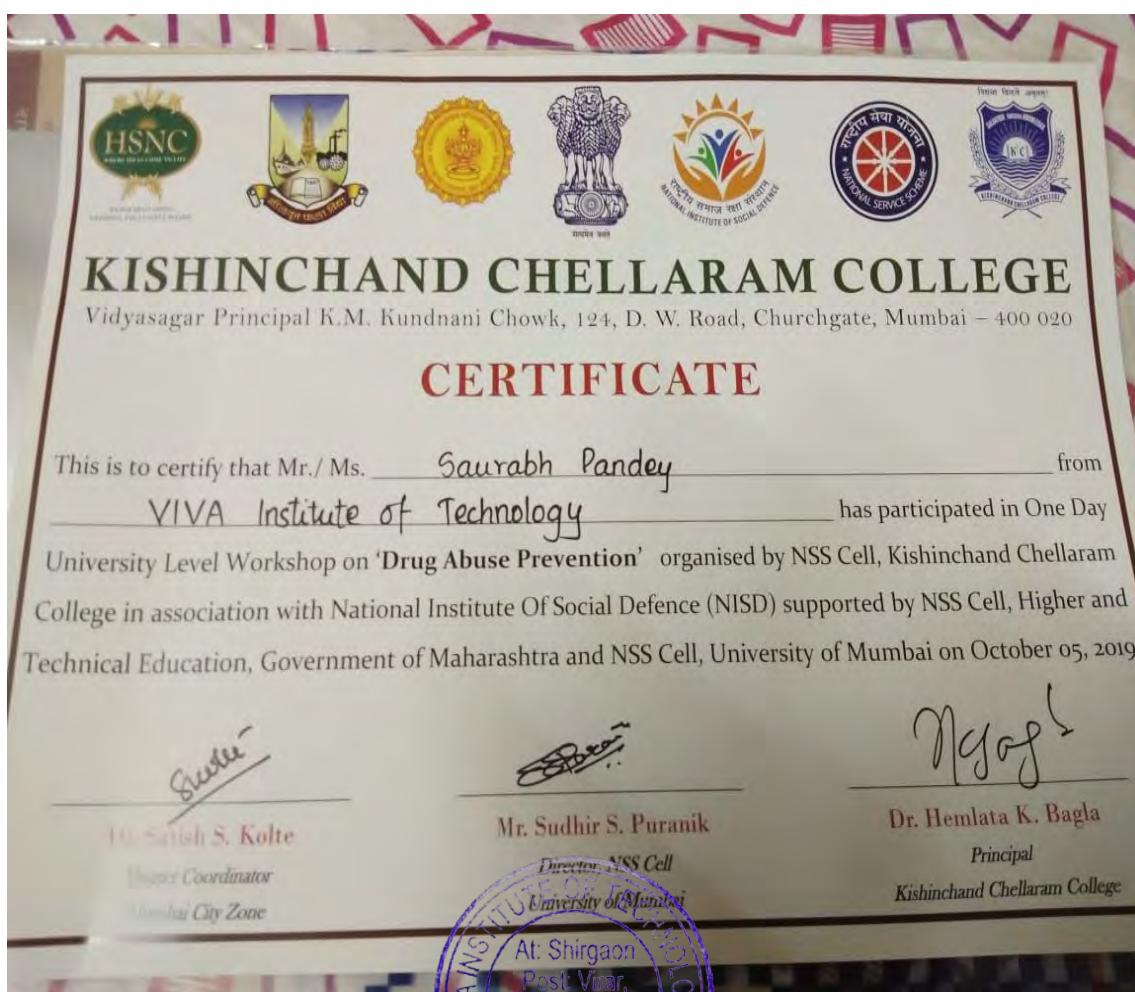 HSNC
राष्ट्रीय समाज रक्षा संस्थान
NATIONAL INSTITUTE OF SOCIAL DEFENCE
राष्ट्रीय सेवा योजना
NATIONAL SERVICE SCHEME
KC
KISHINCHAND CHELLARAM COLLEGE
सत्यमेव जयते
KISHINCHAND CHELLARAM COLLEGE
Vidyasagar Principal K.M. Kundnani Chowk, 124, D. W. Road, Churchgate, Mumbai – 400 020
CERTIFICATE
This is to certify that Mr./ Ms. Saurabh Pandey from
VIVA Institute of Technology has participated in One Day
University Level Workshop on 'Drug Abuse Prevention' organised by NSS Cell, Kishinchand Chellaram
College in association with National Institute Of Social Defence (NISD) supported by NSS Cell, Higher and
Technical Education, Government of Maharashtra and NSS Cell, University of Mumbai on October 05, 2019
Satish S. Kolte
Mr. Sudhir S. Puranik
Dr. Hemlata K. Bagla
Coordinator
Director, NSS Cell
Principal
City Zone
University of Mumbai
Kishinchand Chellaram College
INSTITUTE OF
At: Shirgaon
Post: Virar,